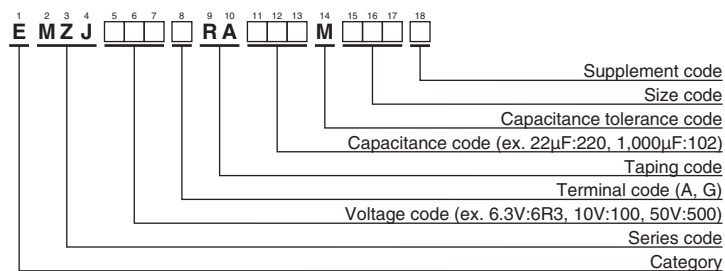 1 2 3 4 5 6 7 8 9 10 11 12 13 14 15 16 17 18
E M Z J R A M
Supplement code
Size code
Capacitance tolerance code
Capacitance code (ex. 22μF:220, 1,000μF:102)
Taping code
Terminal code (A, G)
Voltage code (ex. 6.3V:6R3, 10V:100, 50V:500)
Series code
Category